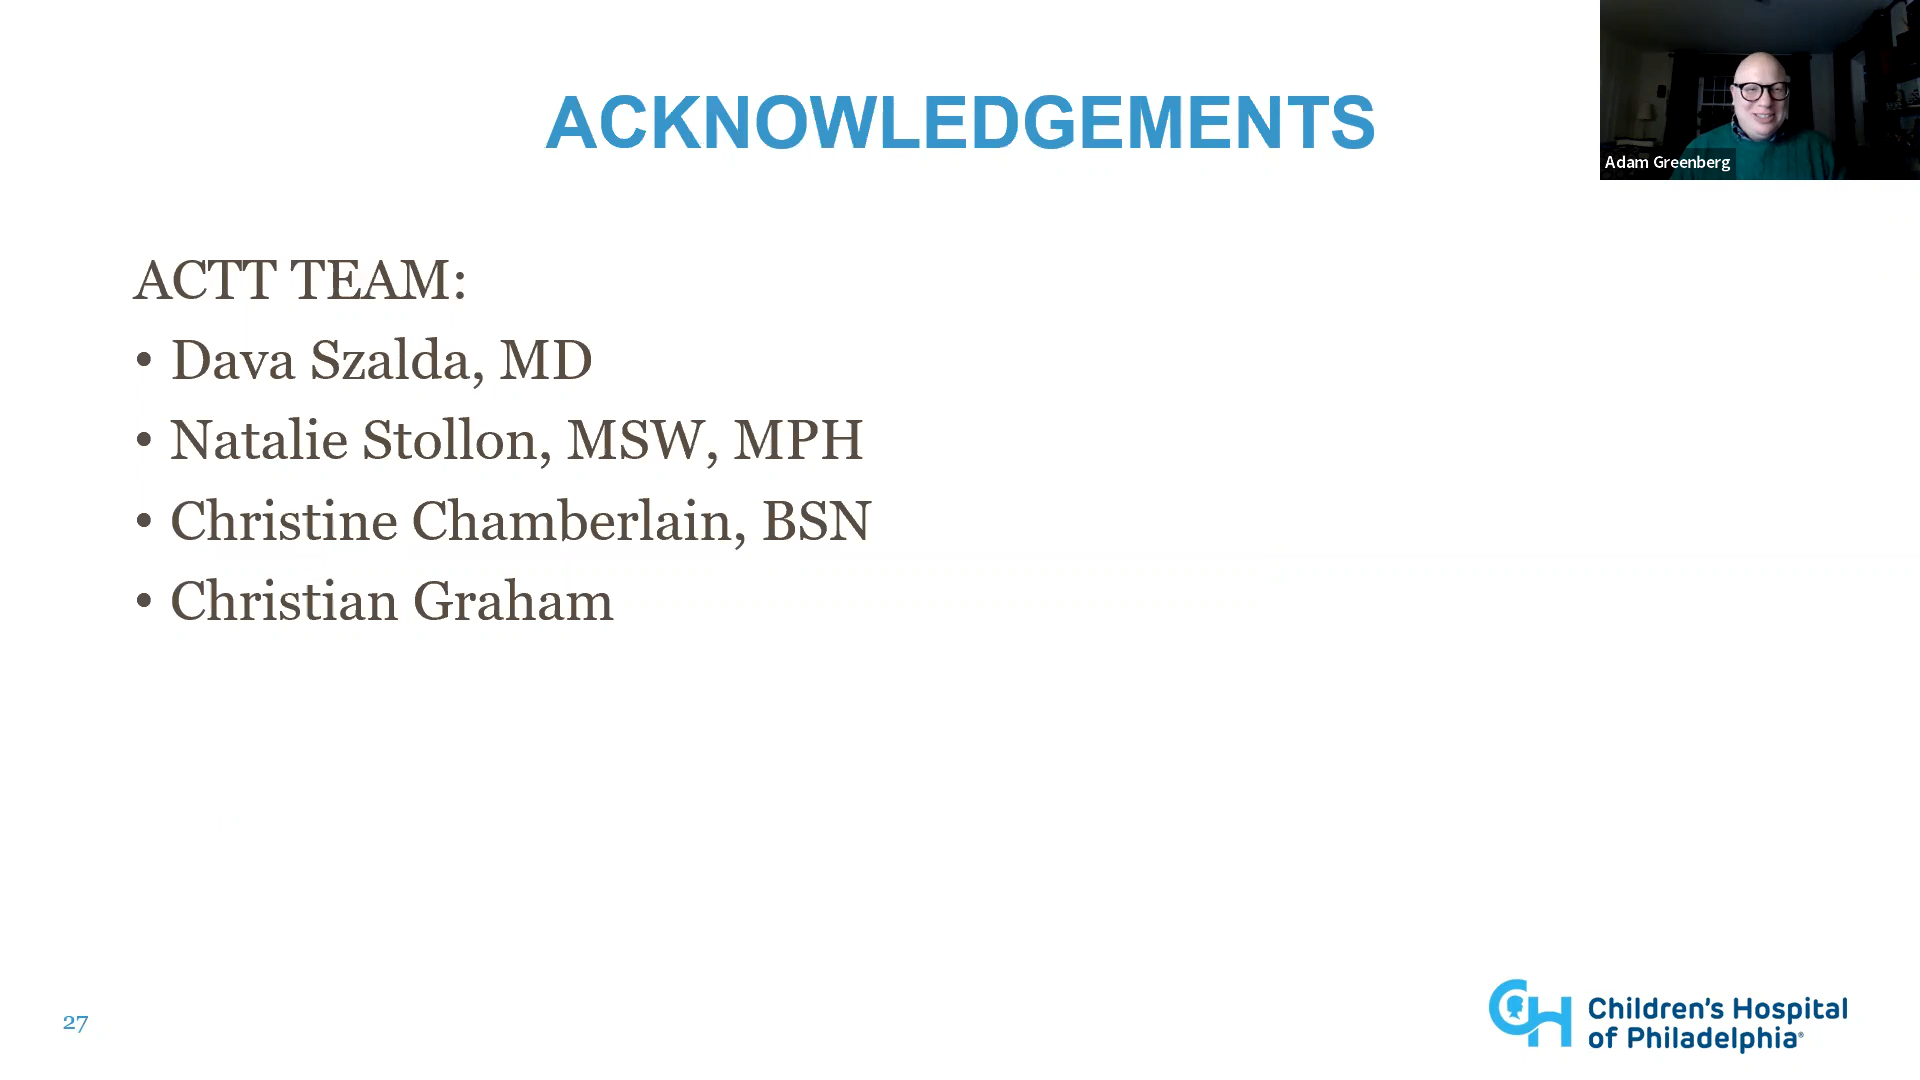 ACKNOWLEDGEMENTS
Adam Greenberg
ACTT TEAM:
• Dava Szalda, MD
• Natalie Stollon, MSW, MPH
• Christine Chamberlain, BSN
• Christian Graham
27
CH Children's Hospital
of Philadelphia®